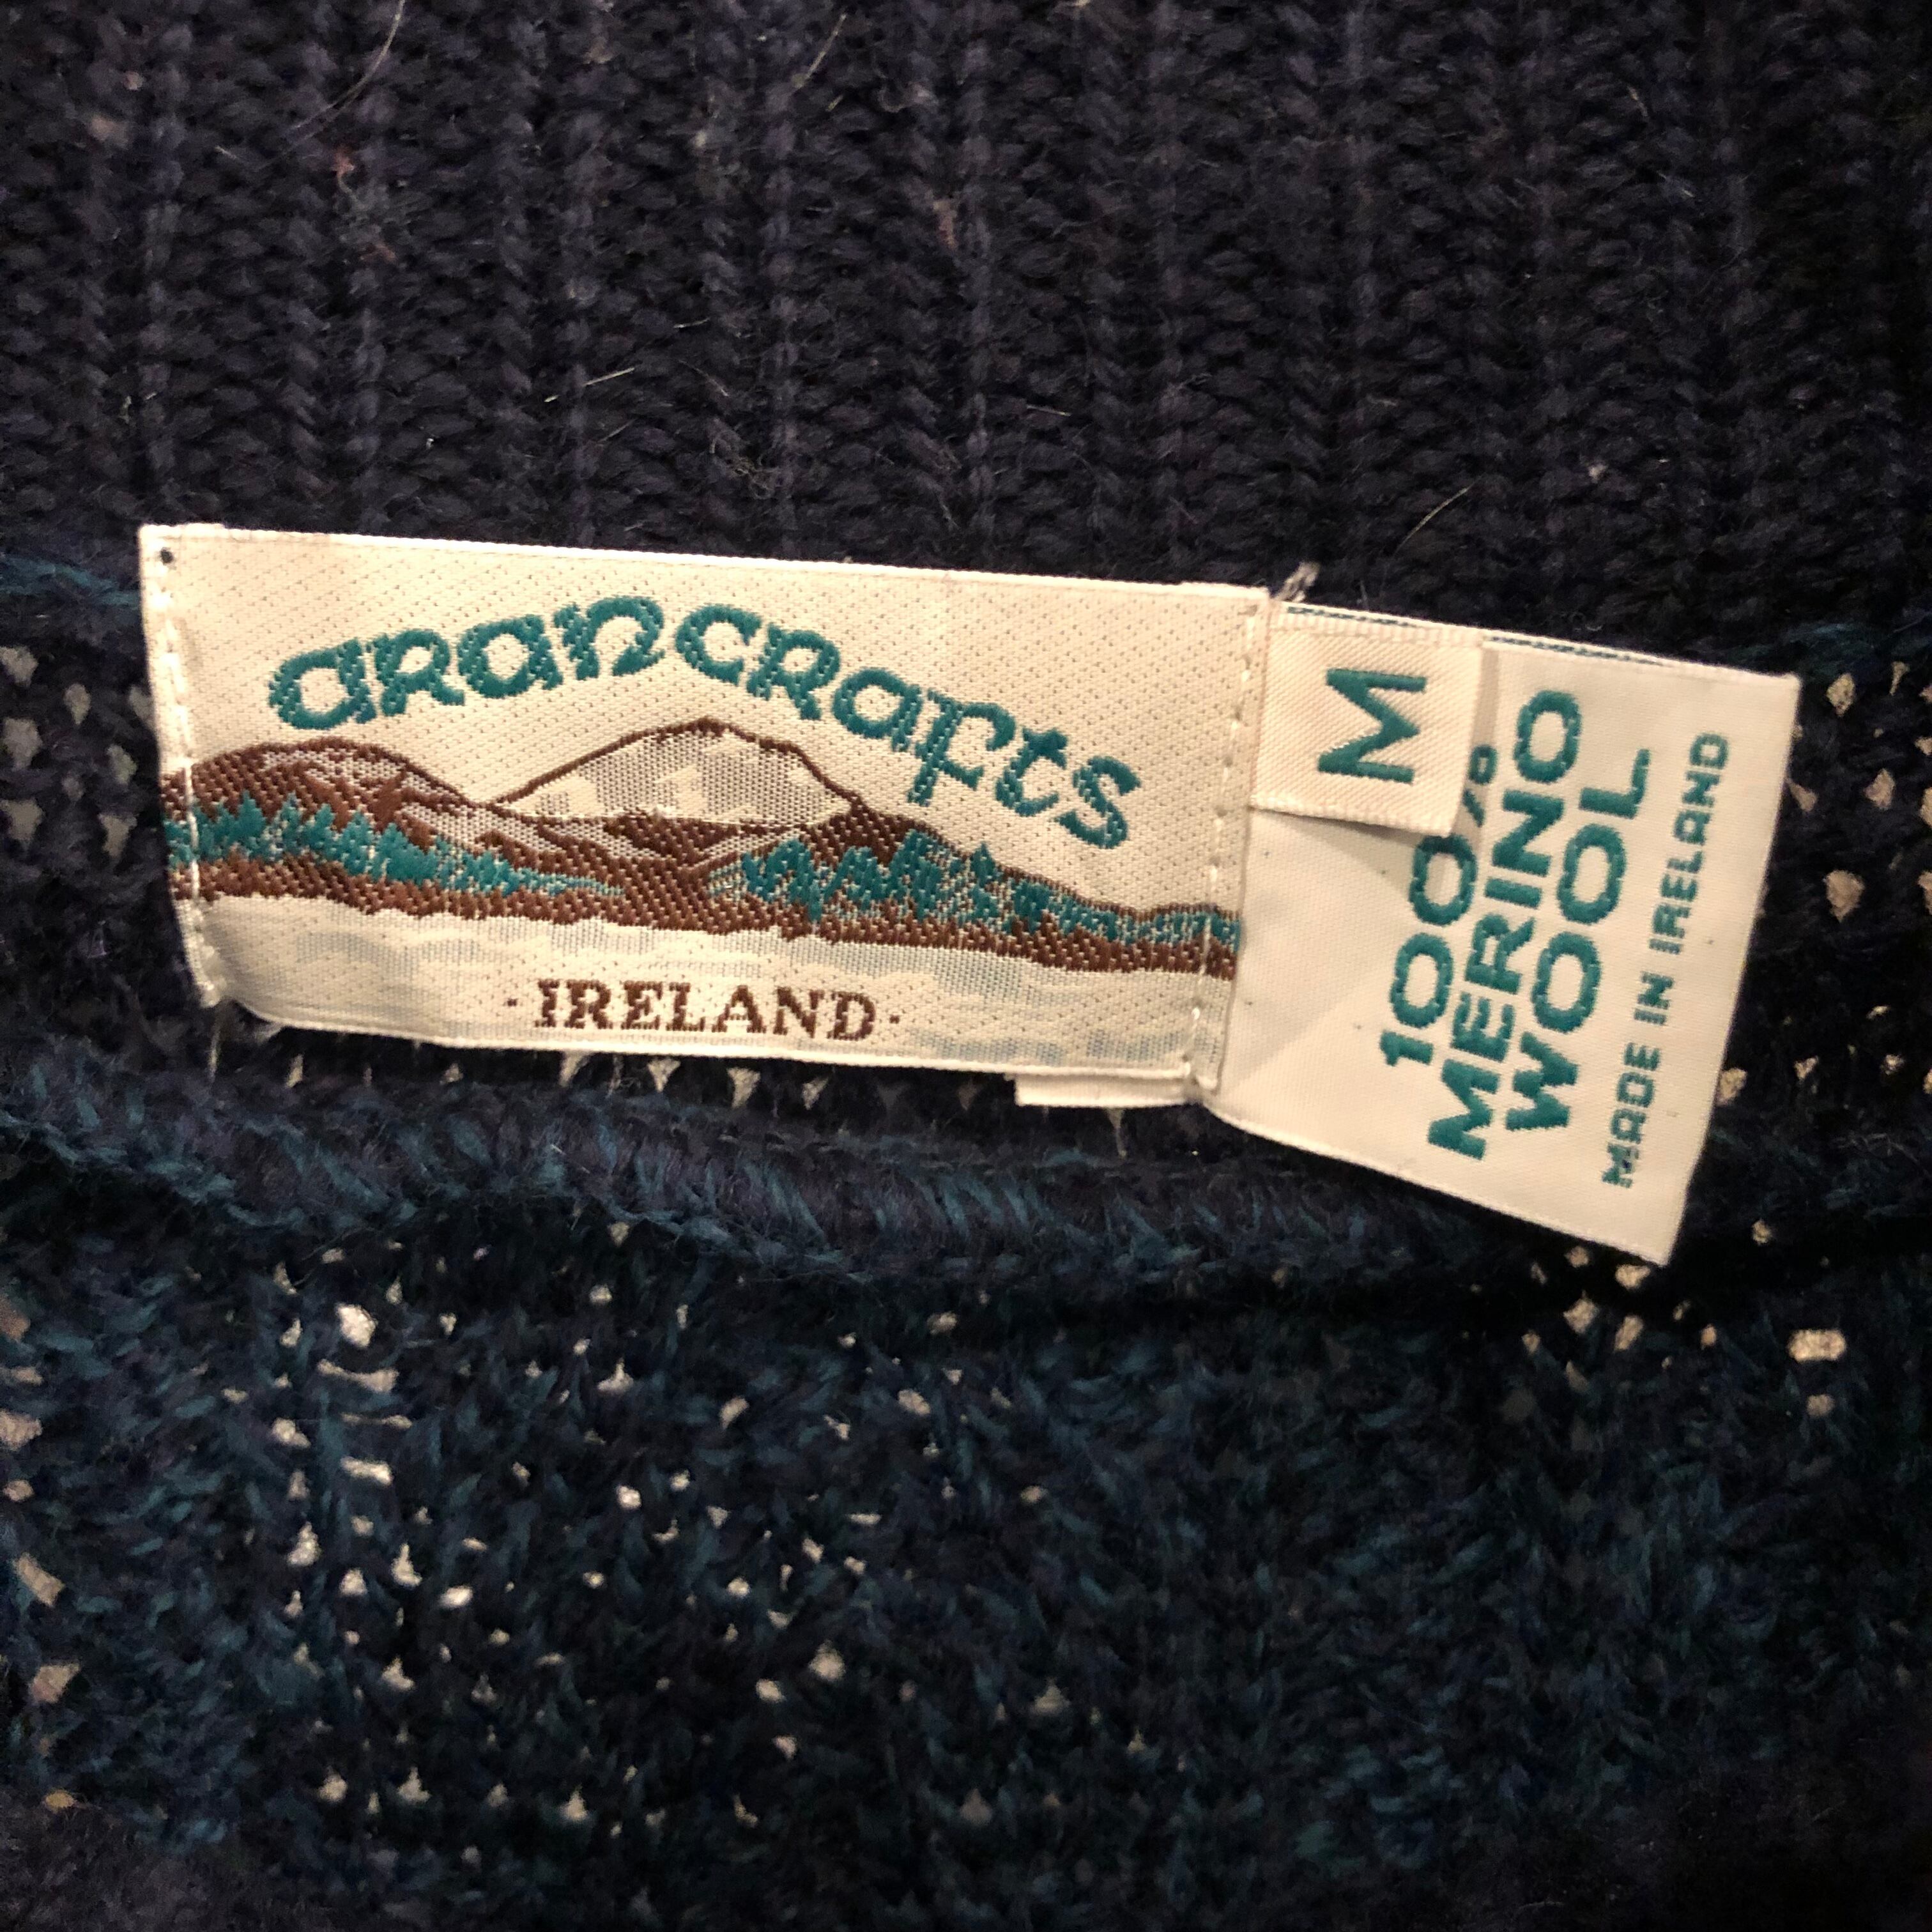 arancrafts
· IRELAND ·
M
100%
MERINO
WOOL
MADE IN IRELAND